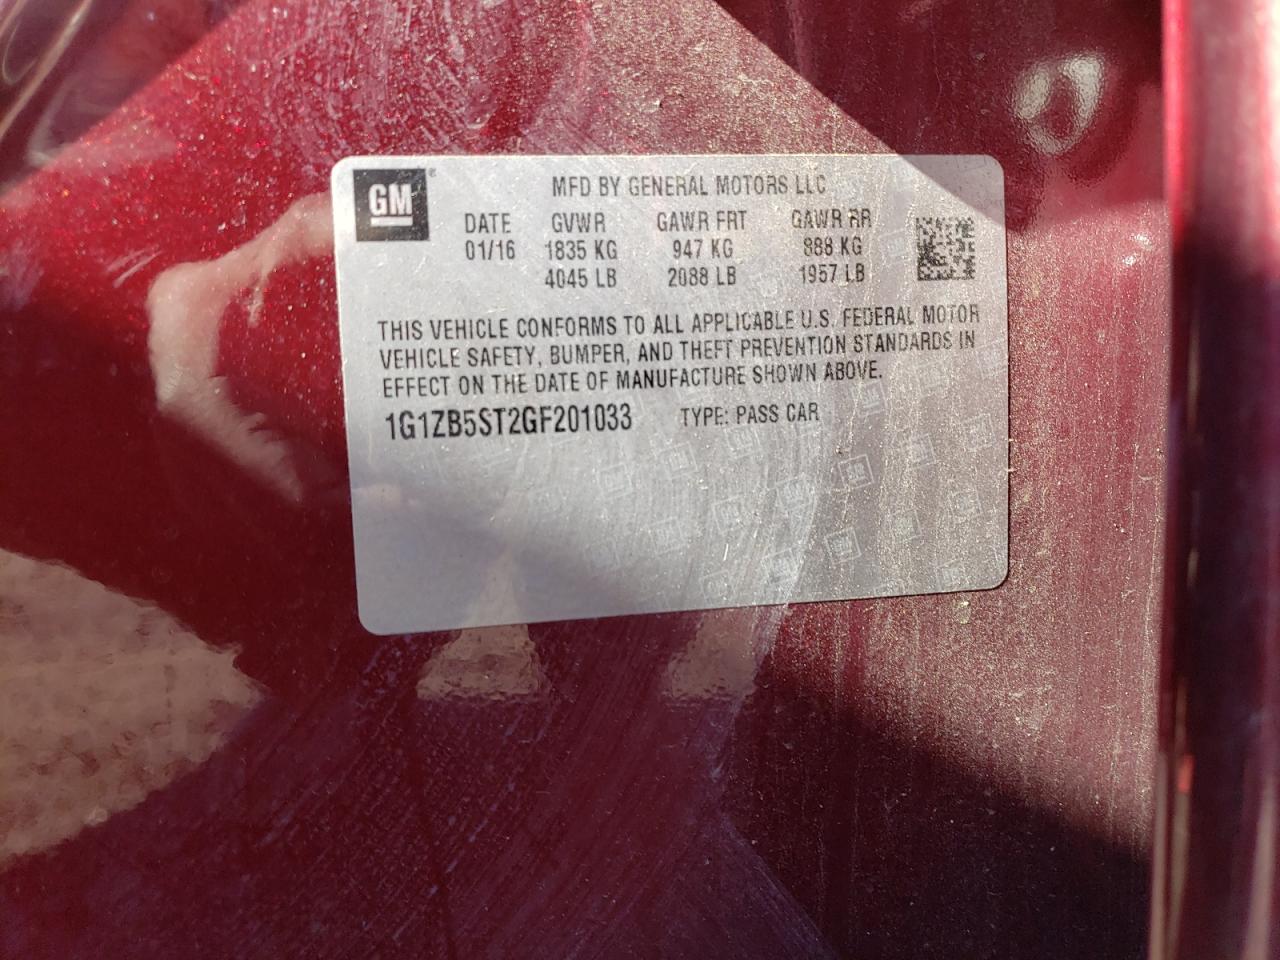 GM®
MFD BY GENERAL MOTORS LLC
DATE GVWR GAWR FRT GAWR RR
01/16 1835 KG 947 KG 888 KG
4045 LB 2088 LB 1957 LB
THIS VEHICLE CONFORMS TO ALL APPLICABLE U.S. FEDERAL MOTOR
VEHICLE SAFETY, BUMPER, AND THEFT PREVENTION STANDARDS IN
EFFECT ON THE DATE OF MANUFACTURE SHOWN ABOVE.
1G1ZB5ST2GF201033 TYPE: PASS CAR